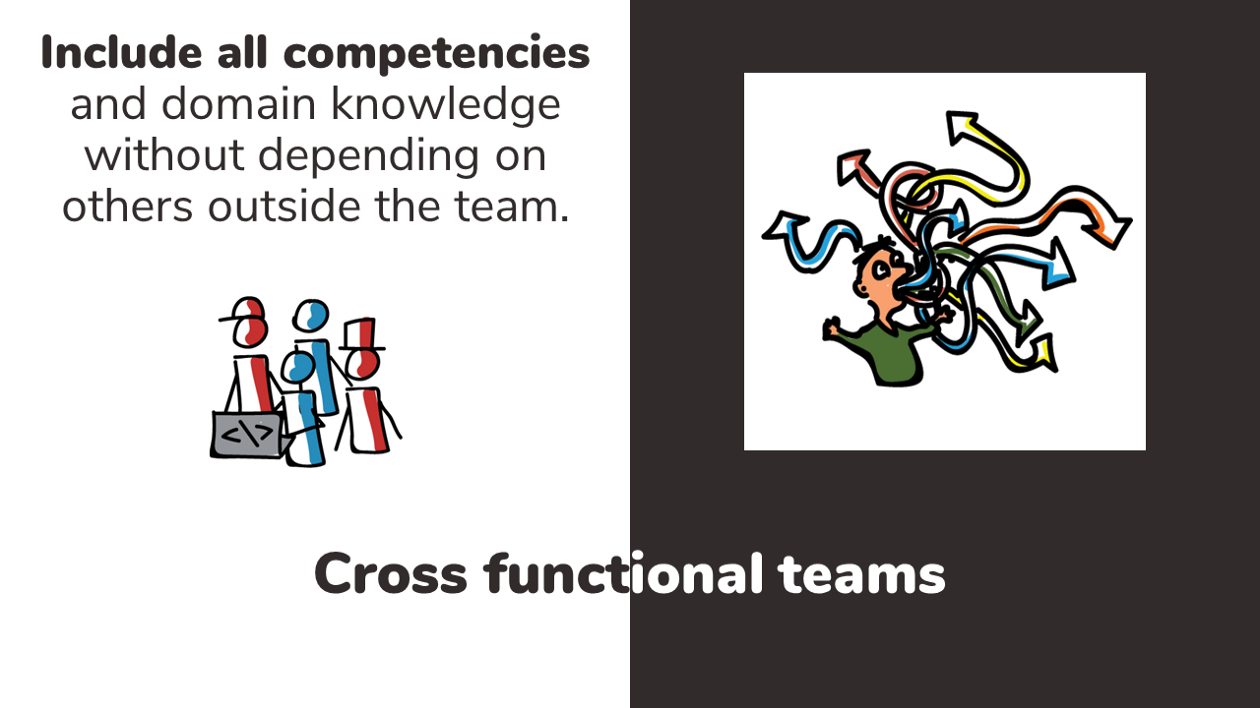 Include all competencies
and domain knowledge
without depending on
others outside the team.
<\>
Cross functional teams